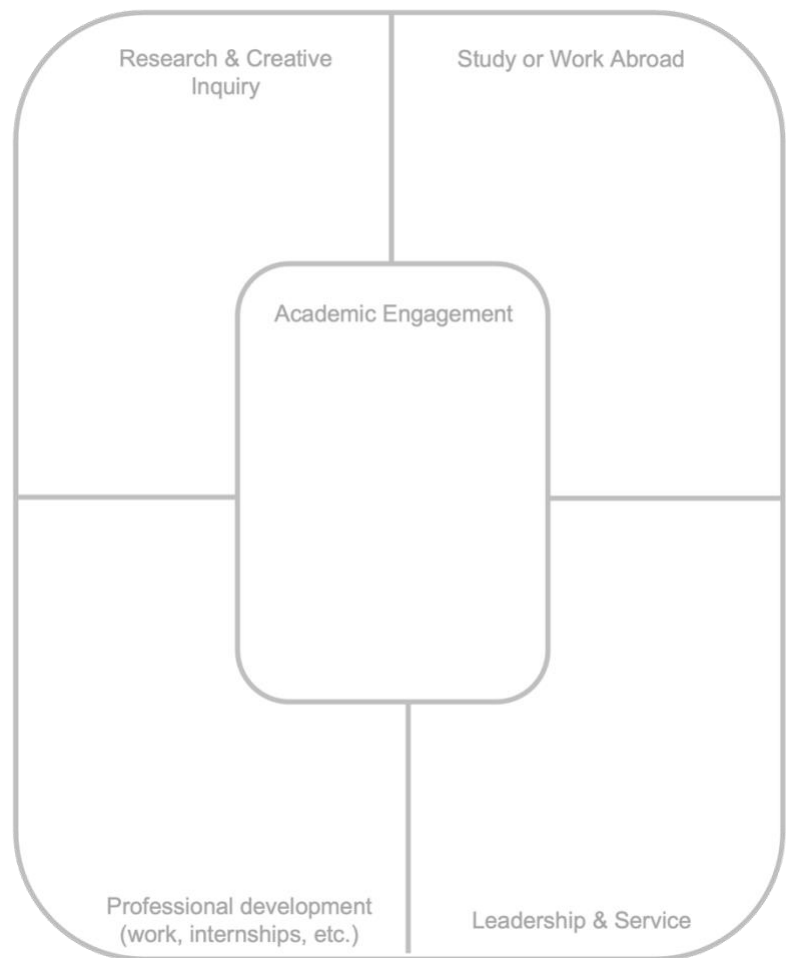 Research & Creative
Inquiry
Study or Work Abroad
Academic Engagement
Professional development
(work, internships, etc.)
Leadership & Service